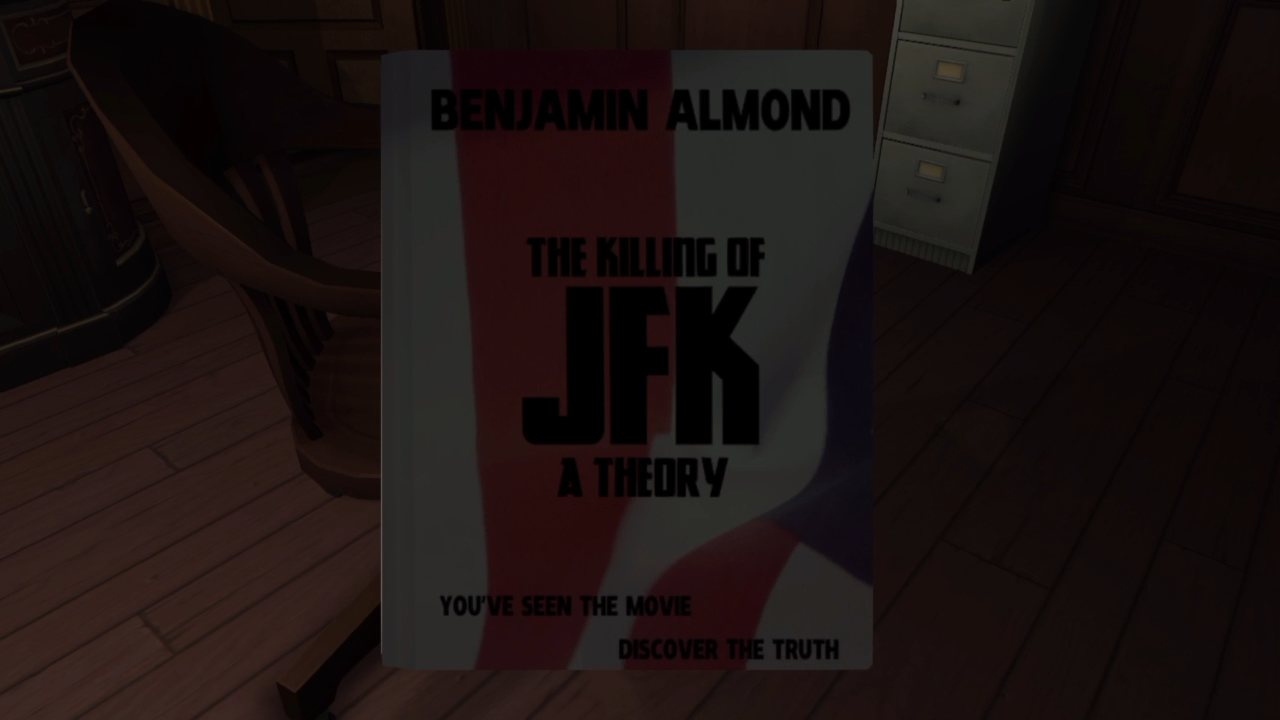 BENJAMIN ALMOND
THE KILLING OF
JFK
A THEORY
YOU'VE SEEN THE MOVIE
DISCOVER THE TRUTH